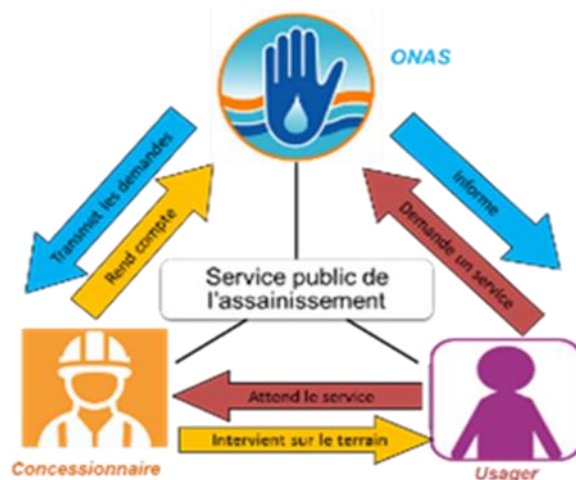 ONAS
Transmet les demandes
Rend compte
Informe
Demande un service
Service public de
l'assainissement
Attend le service
Intervient sur le terrain
Concessionnaire
Usager